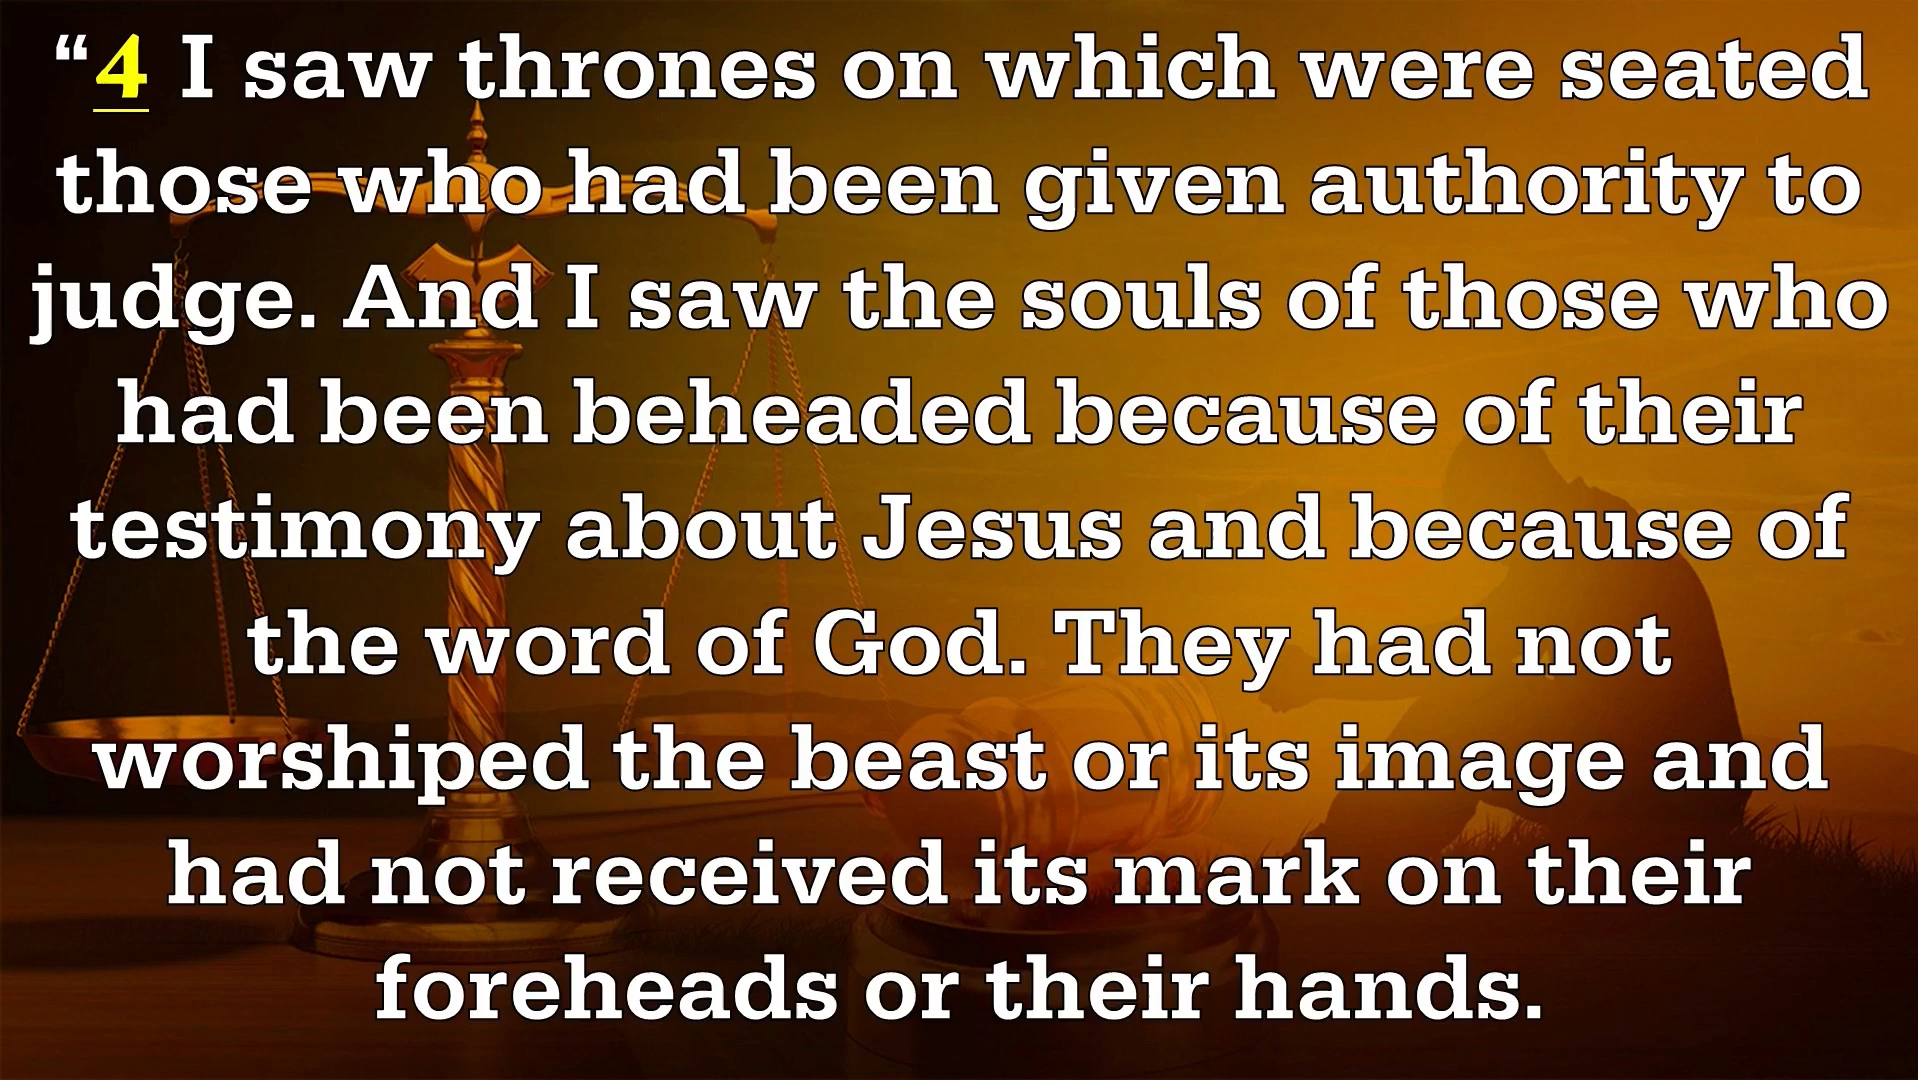 “4 I saw thrones on which were seated
those who had been given authority to
judge. And I saw the souls of those who
had been beheaded because of their
testimony about Jesus and because of
the word of God. They had not
worshiped the beast or its image and
had not received its mark on their
foreheads or their hands.